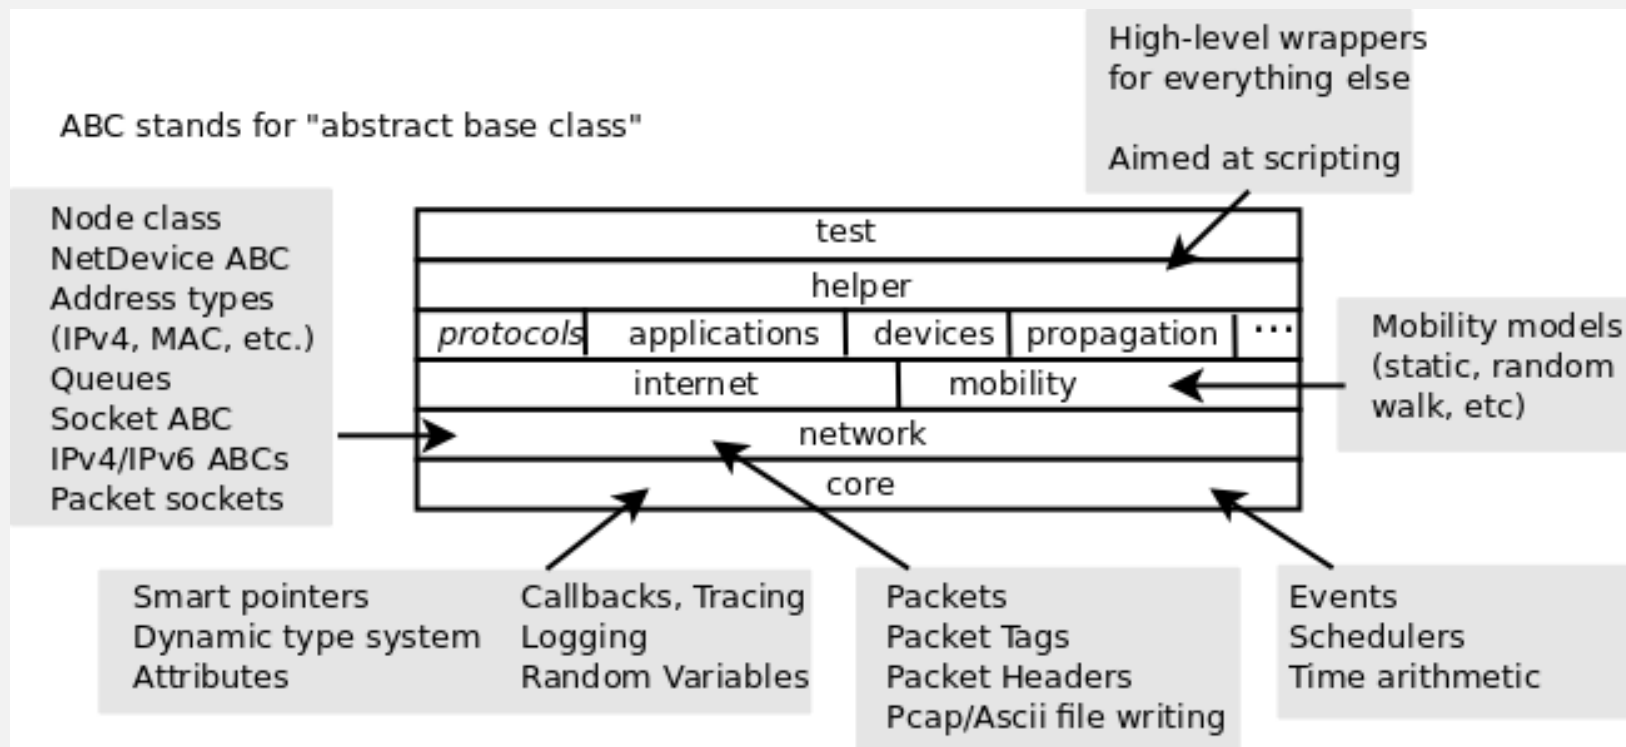 High-level wrappers
for everything else
Aimed at scripting
ABC stands for "abstract base class"
Node class
NetDevice ABC
Address types
(IPv4, MAC, etc.)
Queues
Socket ABC
IPv4/IPv6 ABCs
Packet sockets
test
helper
protocols applications devices propagation ...
internet mobility
network
core
Mobility models
(static, random
walk, etc)
Smart pointers
Dynamic type system
Attributes
Callbacks, Tracing
Logging
Random Variables
Packets
Packet Tags
Packet Headers
Pcap/Ascii file writing
Events
Schedulers
Time arithmetic